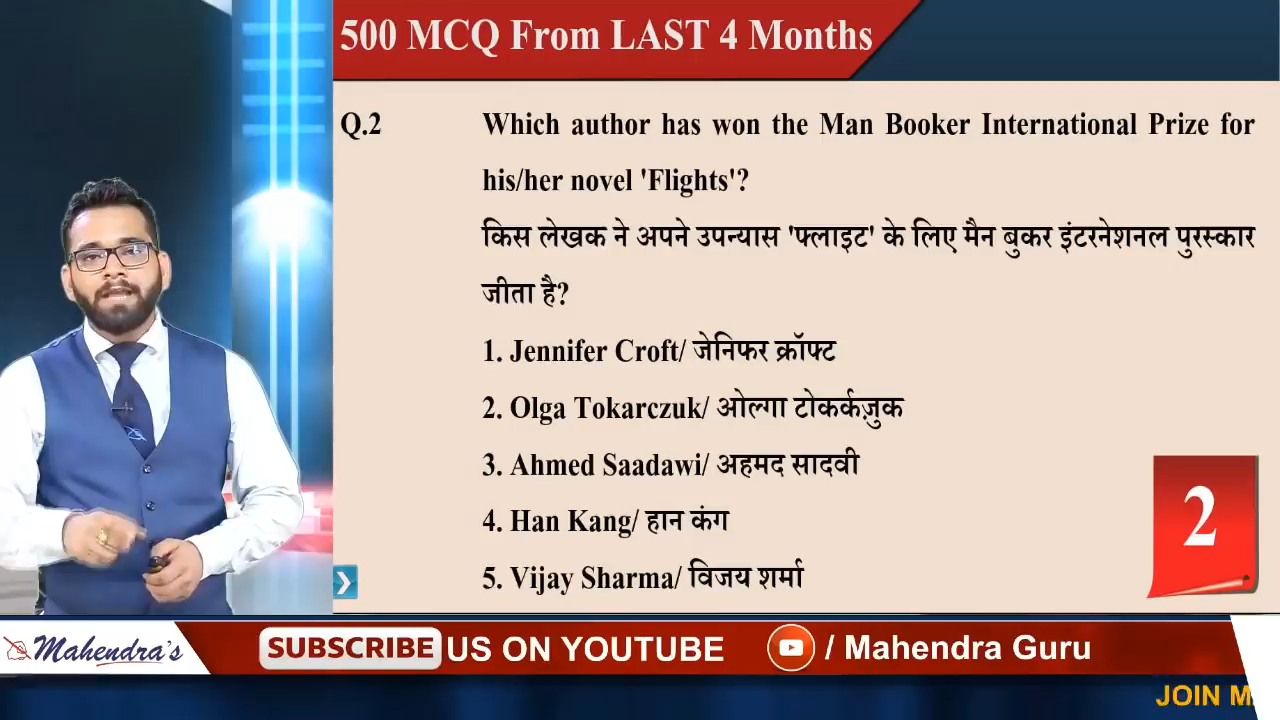 500 MCQ From LAST 4 Months
Q.2 Which author has won the Man Booker International Prize for
his/her novel 'Flights'?
किस लेखक ने अपने उपन्यास 'फ्लाइट' के लिए मैन बुकर इंटरनेशनल पुरस्कार
जीता है?
1. Jennifer Croft/ जेनिफर क्रॉफ्ट
2. Olga Tokarczuk/ ओल्गा टोकर्कज़ुक
3. Ahmed Saadawi/ अहमद सादवी
4. Han Kang/ हान कंग
5. Vijay Sharma/ विजय शर्मा
2
Mahendra's
SUBSCRIBE US ON YOUTUBE / Mahendra Guru
JOIN M